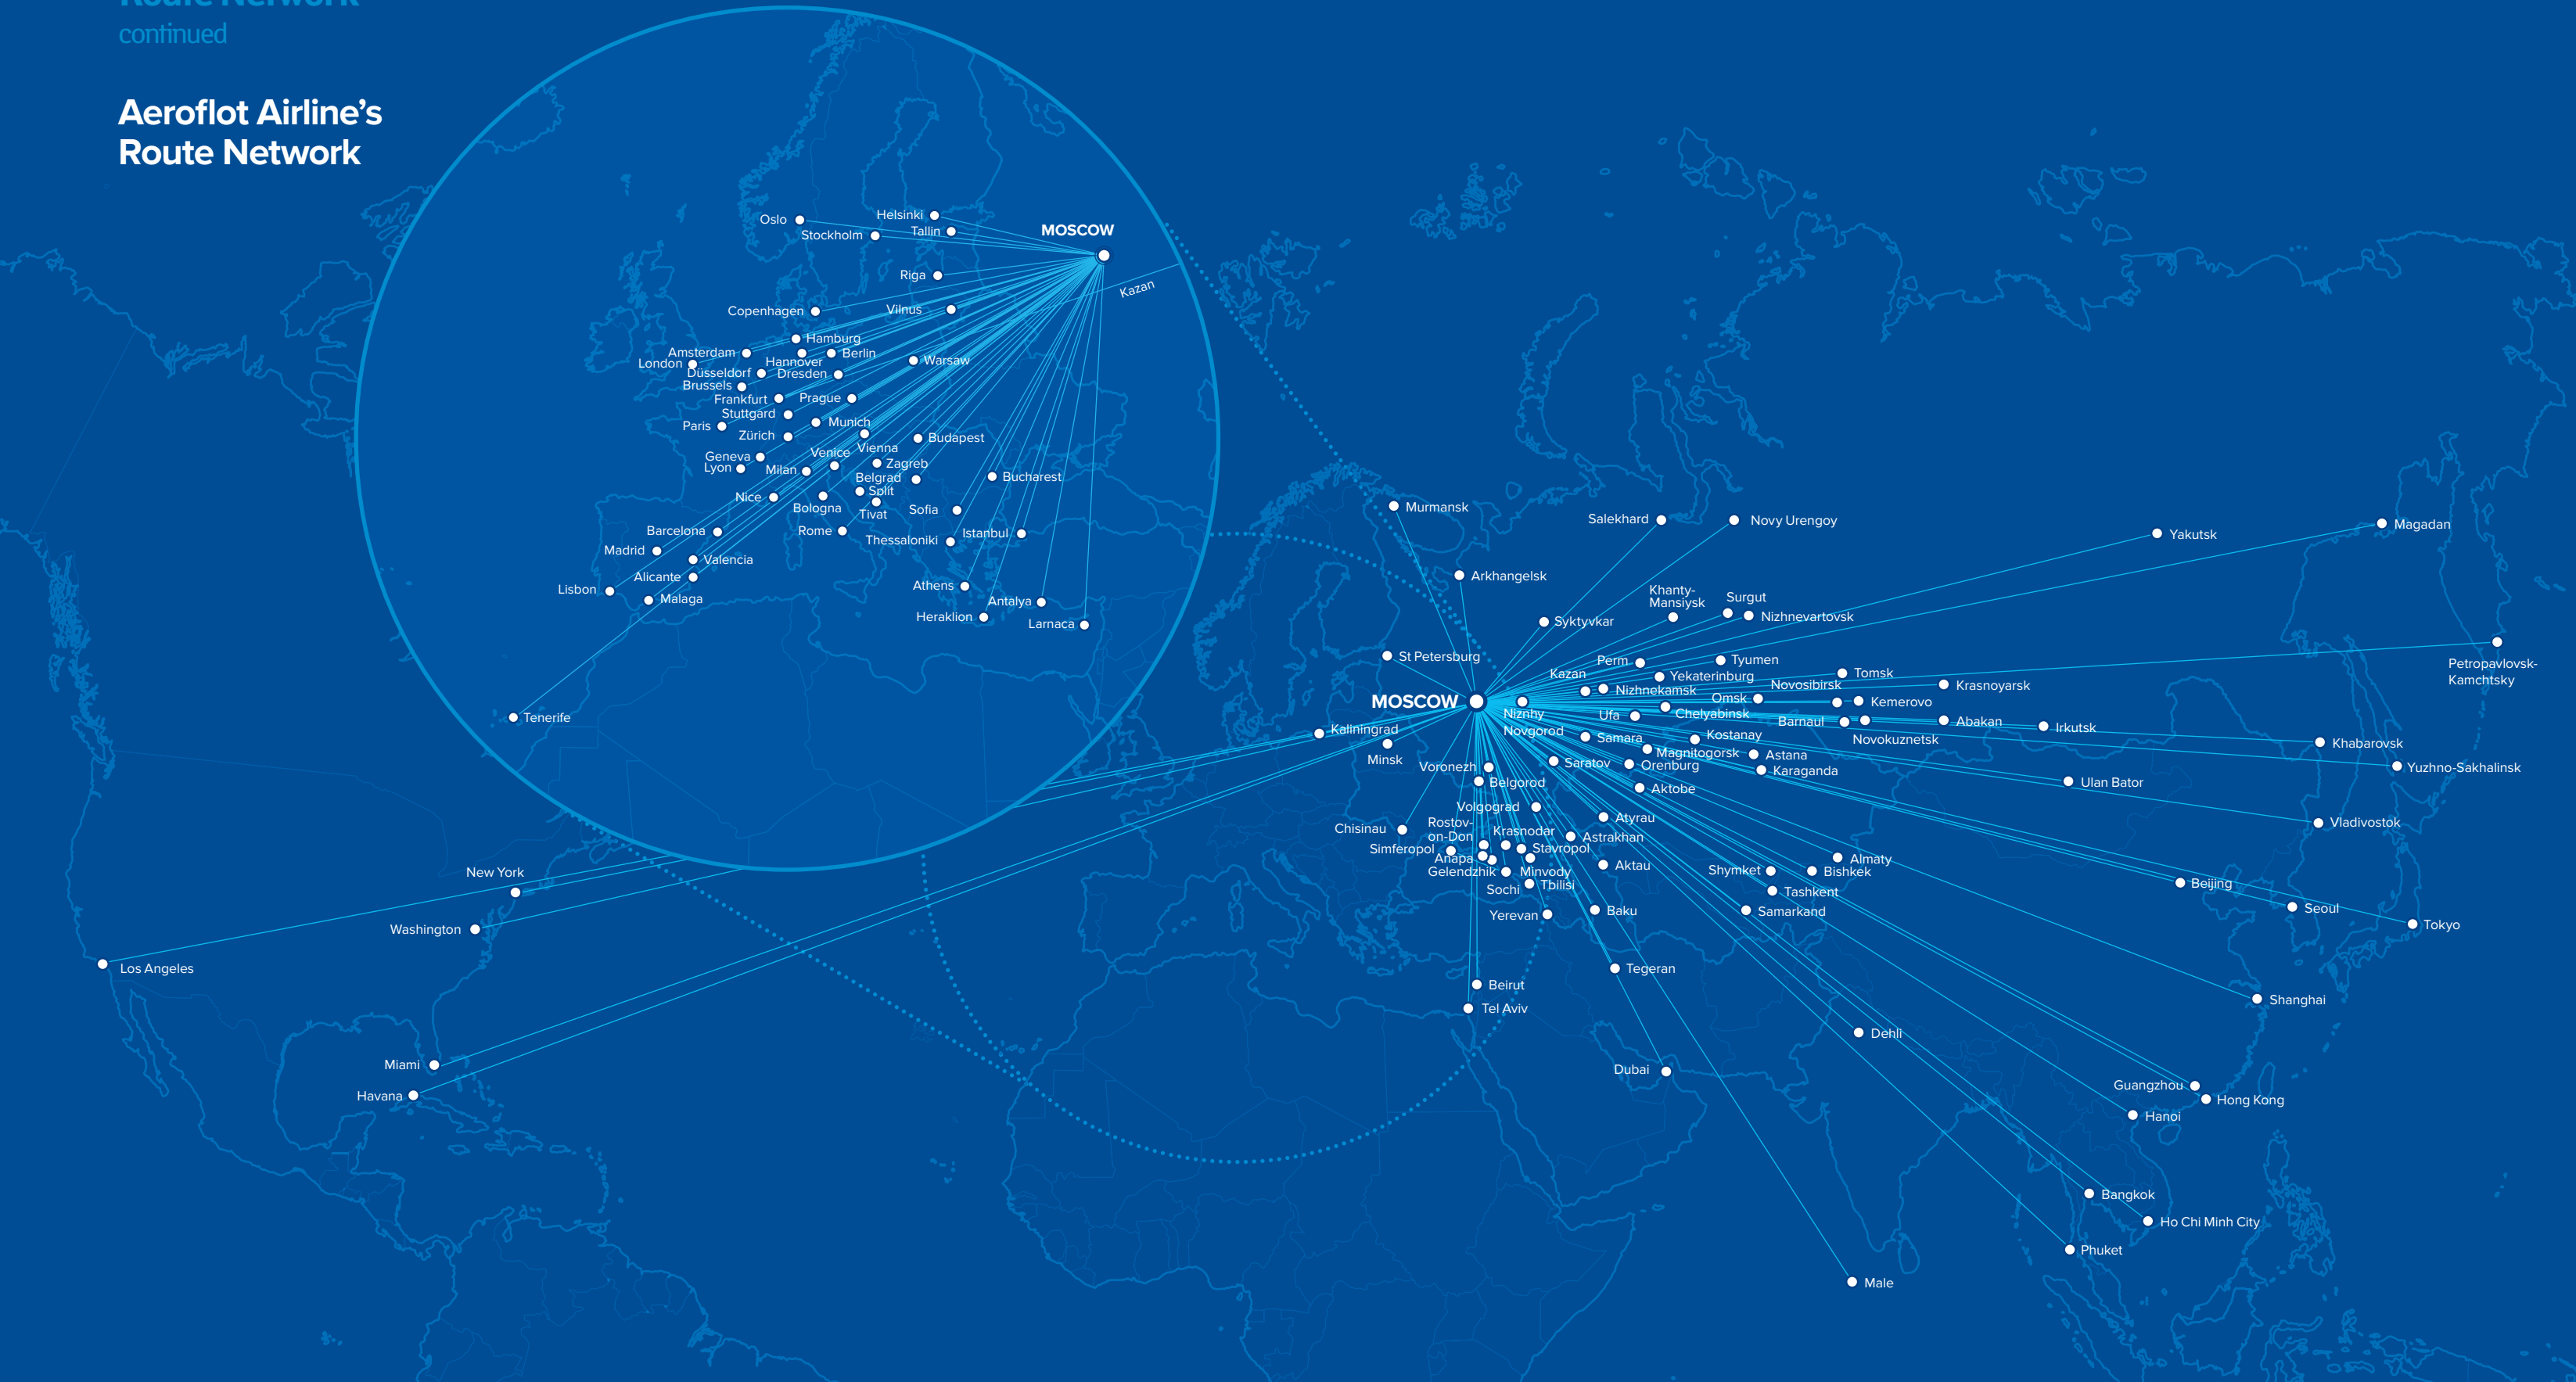 Route Network
continued
Aeroflot Airline’s
Route Network
Oslo
Helsinki
Stockholm
Tallin
MOSCOW
Riga
Kazan
Copenhagen
Vilnus
Hamburg
Amsterdam
Hannover
Berlin
London
Düsseldorf
Dresden
Warsaw
Brussels
Frankfurt
Prague
Stuttgard
Paris
Zürich
Munich
Vienna
Budapest
Geneva
Lyon
Milan
Venice
Zagreb
Belgrad
Bucharest
Nice
Bologna
Split
Tivat
Sofia
Barcelona
Rome
Thessaloniki
Istanbul
Madrid
Valencia
Alicante
Lisbon
Malaga
Athens
Antalya
Heraklion
Larnaca
Tenerife
Murmansk
Salekhard
Novy Urengoy
Yakutsk
Magadan
Arkhangelsk
Khanty-
Mansiysk
Surgut
Nizhnevartovsk
Syktyvkar
St Petersburg
Perm
Tyumen
Petropavlovsk-
Kamchtsky
Kazan
Yekaterinburg
Tomsk
Nizhnekamsk
Novosibirsk
Krasnoyarsk
MOSCOW
Omsk
Kemerovo
Niznhy
Novgorod
Ufa
Chelyabinsk
Barnaul
Abakan
Irkutsk
Kaliningrad
Samara
Kostanay
Novokuznetsk
Khabarovsk
Minsk
Magnitogorsk
Astana
Voronezh
Saratov
Orenburg
Karaganda
Yuzhno-Sakhalinsk
Belgorod
Aktobe
Ulan Bator
Volgograd
Atyrau
Vladivostok
Chisinau
Rostov-
on-Don
Krasnodar
Astrakhan
Simferopol
Stavropol
Anapa
Aktau
Almaty
Gelendzhik
Minvody
Shymket
Bishkek
Sochi
Tbilisi
Tashkent
Beijing
Yerevan
Baku
Samarkand
Seoul
Tokyo
New York
Washington
Los Angeles
Tegeran
Beirut
Tel Aviv
Shanghai
Dehli
Miami
Dubai
Havana
Guangzhou
Hong Kong
Hanoi
Bangkok
Ho Chi Minh City
Phuket
Male